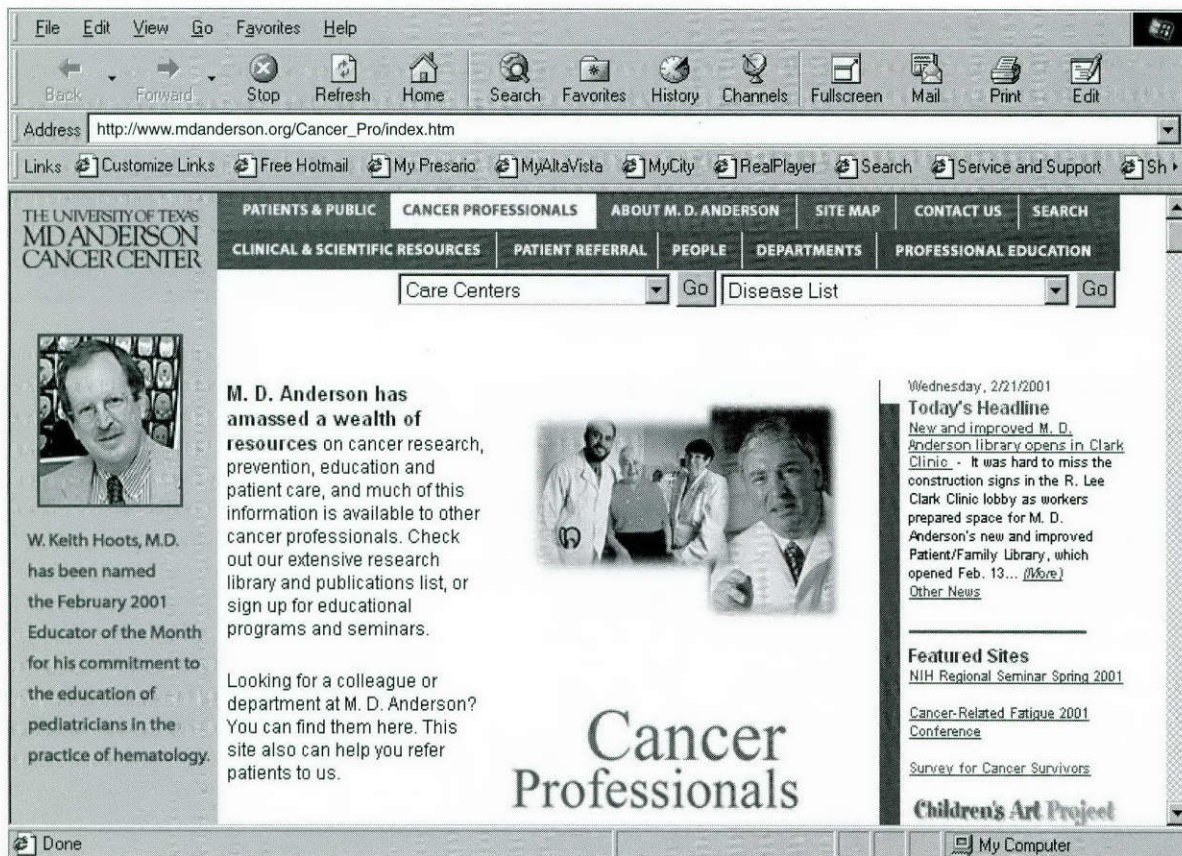 File Edit View Go Favorites Help
Back Forward Stop Refresh Home Search Favorites History Channels Fullscreen Mail Print Edit
Address http://www.mdanderson.org/Cancer_Pro/index.htm
Links Customize Links Free Hotmail My Presario MyAltaVista MyCity RealPlayer Search Service and Support Sh
THE UNIVERSITY OF TEXAS
MD ANDERSON
CANCER CENTER
PATIENTS & PUBLIC CANCER PROFESSIONALS ABOUT M. D. ANDERSON SITE MAP CONTACT US SEARCH
CLINICAL & SCIENTIFIC RESOURCES PATIENT REFERRAL PEOPLE DEPARTMENTS PROFESSIONAL EDUCATION
Care Centers Go Disease List Go
W. Keith Hoots, M.D.
has been named
the February 2001
Educator of the Month
for his commitment to
the education of
pediatricians in the
practice of hematology.
M. D. Anderson has
amassed a wealth of
resources on cancer research,
prevention, education and
patient care, and much of this
information is available to other
cancer professionals. Check
out our extensive research
library and publications list, or
sign up for educational
programs and seminars.
Looking for a colleague or
department at M. D. Anderson?
You can find them here. This
site also can help you refer
patients to us.
Cancer
Professionals
Wednesday, 2/21/2001
Today's Headline
New and improved M. D.
Anderson library opens in Clark
Clinic - It was hard to miss the
construction signs in the R. Lee
Clark Clinic lobby as workers
prepared space for M. D.
Anderson's new and improved
Patient/Family Library, which
opened Feb. 13... (More)
Other News
Featured Sites
NIH Regional Seminar Spring 2001
Cancer-Related Fatigue 2001
Conference
Survey for Cancer Survivors
Children's Art Project
Done My Computer